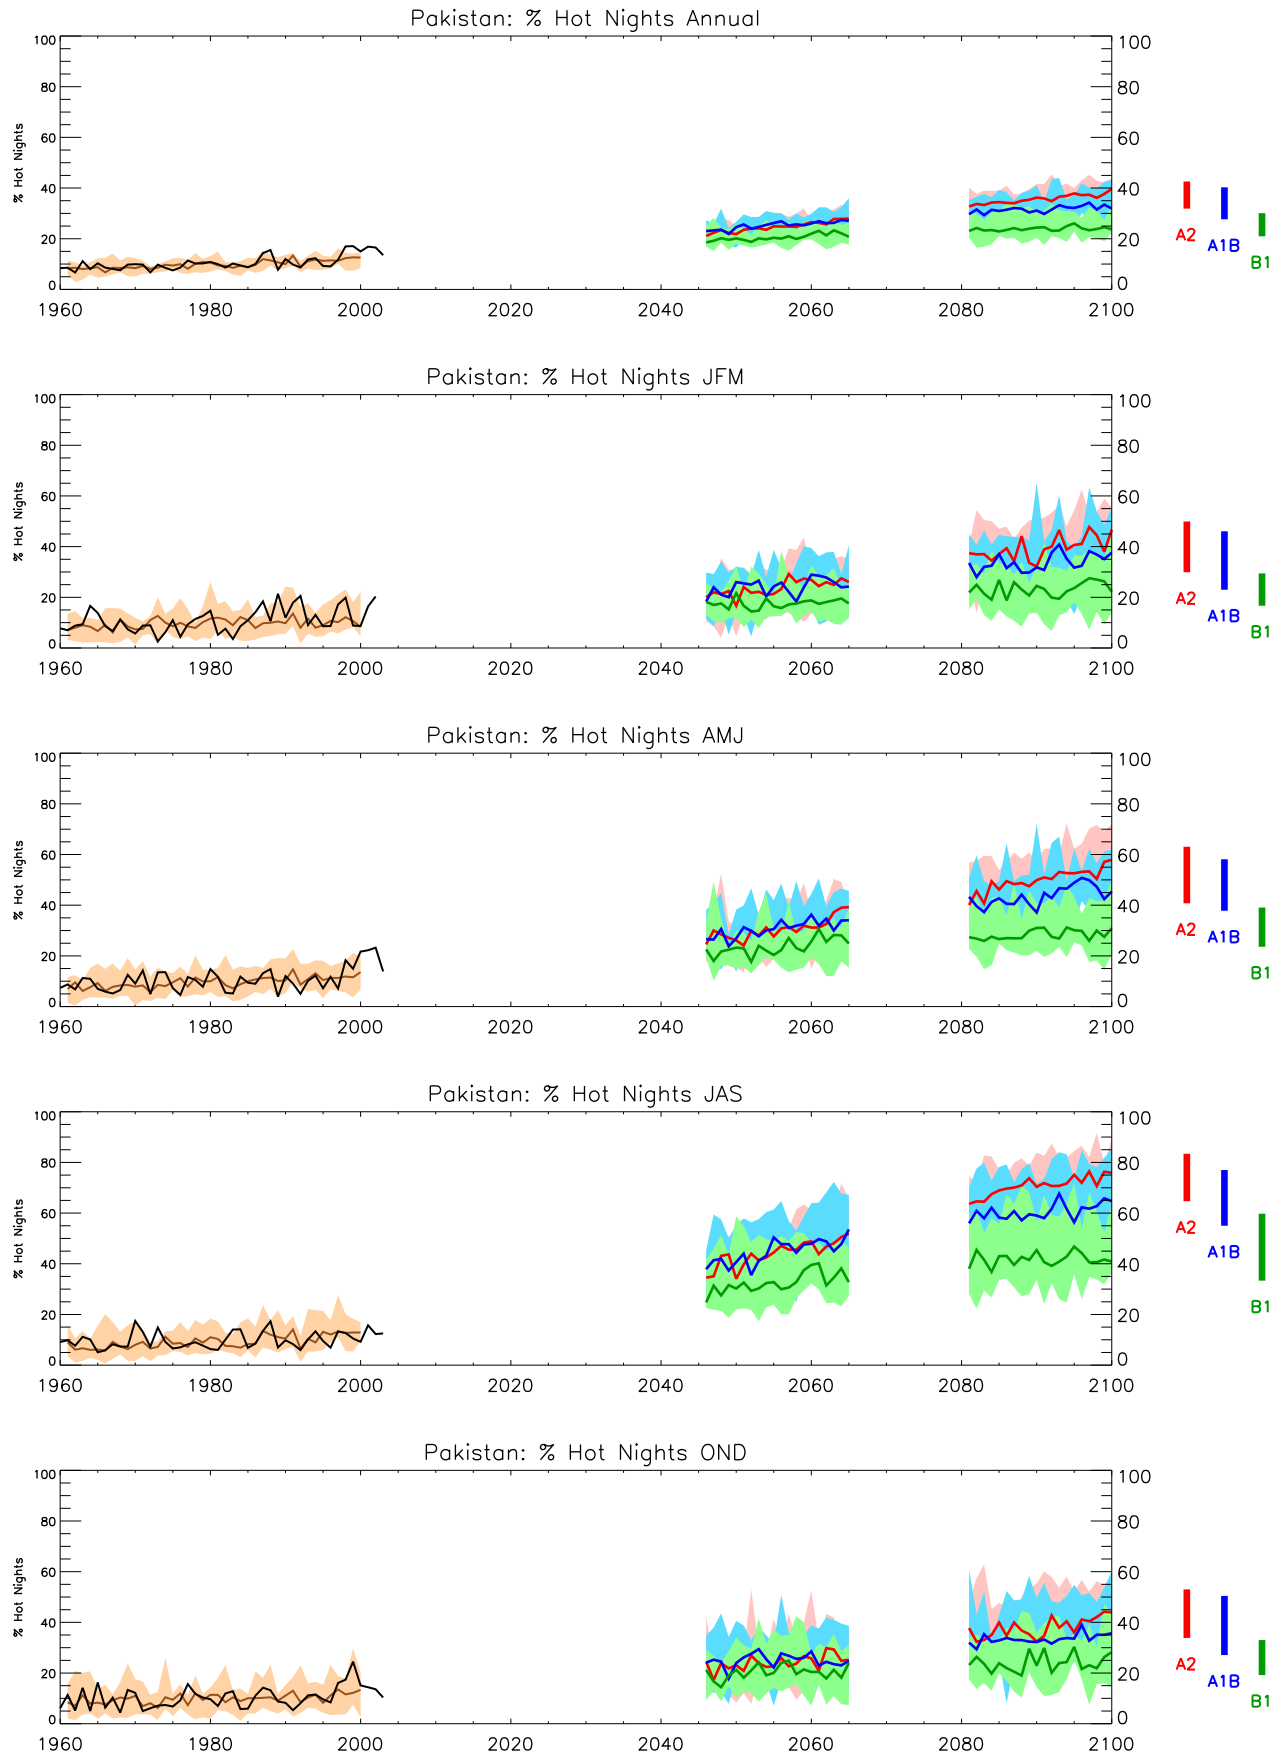 Pakistan: % Hot Nights Annual
100 100
80 80
60 60
40 40
20 20
0 0
% Hot Nights
1960 1980 2000 2020 2040 2060 2080 2100
A2 A1B B1
Pakistan: % Hot Nights JFM
100 100
80 80
60 60
40 40
20 20
0 0
% Hot Nights
1960 1980 2000 2020 2040 2060 2080 2100
A2 A1B B1
Pakistan: % Hot Nights AMJ
100 100
80 80
60 60
40 40
20 20
0 0
% Hot Nights
1960 1980 2000 2020 2040 2060 2080 2100
A2 A1B B1
Pakistan: % Hot Nights JAS
100 100
80 80
60 60
40 40
20 20
0 0
% Hot Nights
1960 1980 2000 2020 2040 2060 2080 2100
A2 A1B B1
Pakistan: % Hot Nights OND
100 100
80 80
60 60
40 40
20 20
0 0
% Hot Nights
1960 1980 2000 2020 2040 2060 2080 2100
A2 A1B B1